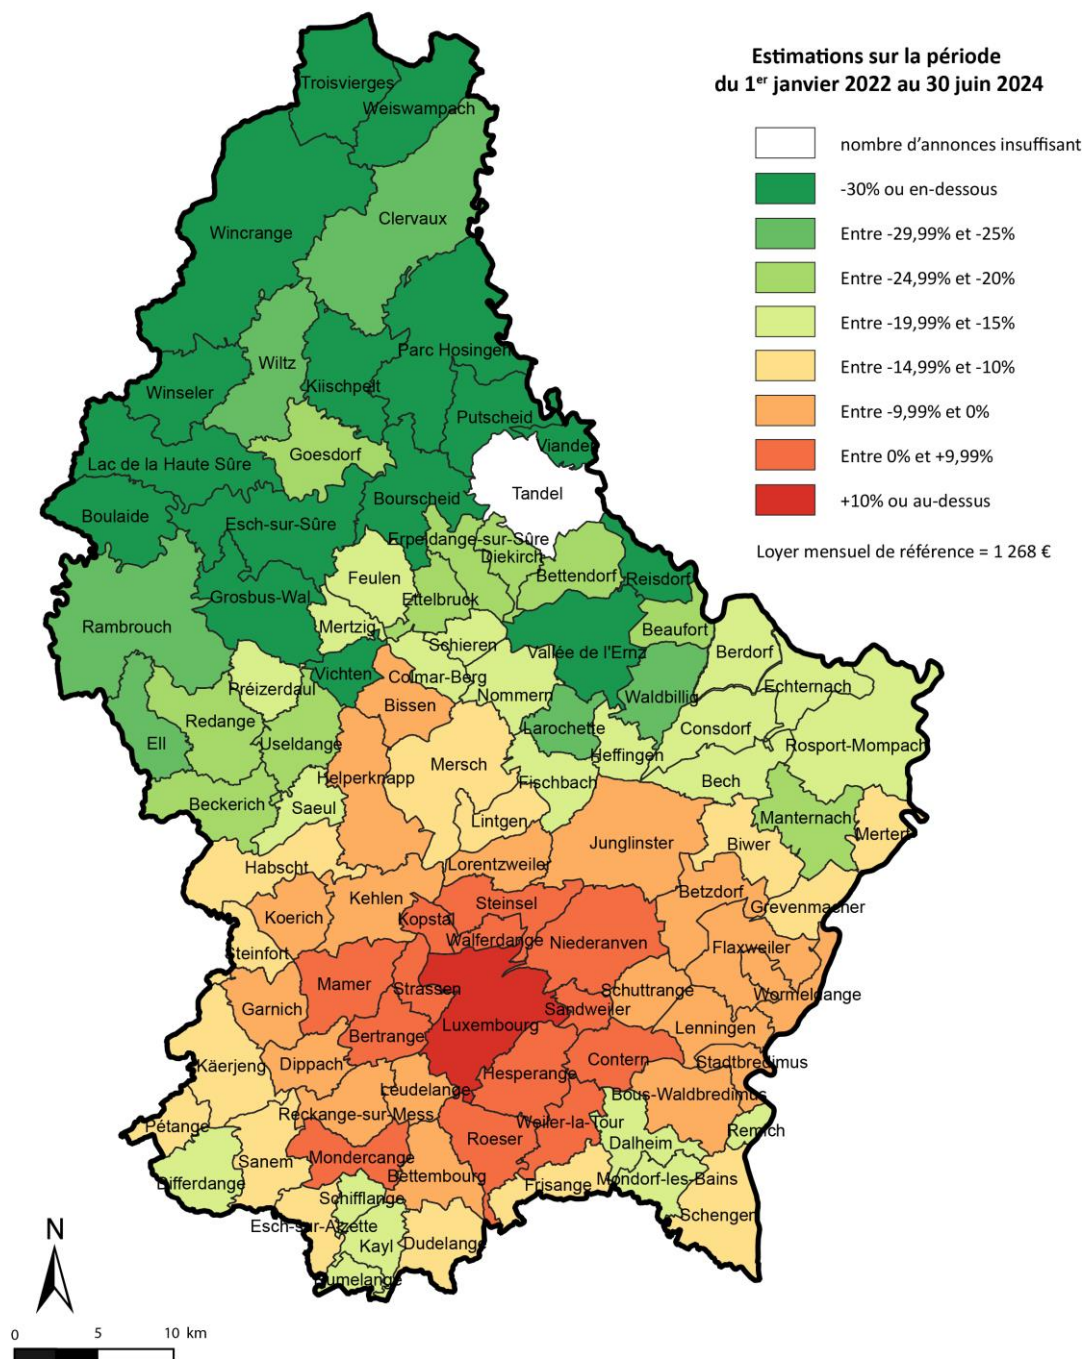 Estimations sur la période
du 1er janvier 2022 au 30 juin 2024
nombre d'annonces insuffisant
-30% ou en-dessous
Entre -29,99% et -25%
Entre -24,99% et -20%
Entre -19,99% et -15%
Entre -14,99% et -10%
Entre -9,99% et 0%
Entre 0% et +9,99%
+10% ou au-dessus
Loyer mensuel de référence = 1 268 €
Troisvierges
Weiswampach
Clervaux
Wincrange
Parc Hosingen
Wiltz
Kiischpelt
Winseler
Putscheid
Vianden
Goesdorf
Lac de la Haute Sûre
Tandel
Bourscheid
Boulaide
Esch-sur-Sûre
Erpeldange-sur-Sûre
Diekirch
Bettendorf
Reisdorf
Feulen
Grosbus-Wal
Ettelbruck
Rambrouch
Mertzig
Beaufort
Schieren
Vallée de l'Ernz
Berdorf
Vichten
Colmar-Berg
Echternach
Préizerdaul
Nommern
Waldbillig
Bissen
Redange
Larochette
Consdorf
Ell
Useldange
Heffingen
Rosport-Mompach
Mersch
Helperknapp
Fischbach
Bech
Beckerich
Saeul
Lintgen
Manternach
Mertert
Junglinster
Biwer
Habscht
Lorentzweiler
Kehlen
Betzdorf
Steinsel
Grevenmacher
Koerich
Kopstal
Walferdange
Niederanven
Flaxweiler
Steinfort
Mamer
Strassen
Schuttrange
Wormeldange
Garnich
Sandweiler
Luxembourg
Lenningen
Bertrange
Contern
Stadtbredimus
Käerjeng
Dippach
Hesperange
Leudelange
Bous-Waldbredimus
Reckange-sur-Mess
Pétange
Weiler-la-Tour
Remich
Roeser
Dalheim
Mondercange
Sanem
Bettembourg
Mondorf-les-Bains
Differdange
Frisange
Schifflange
Schengen
Esch-sur-Alzette
Kayl
Dudelange
Rumelange
N
0 5 10 km